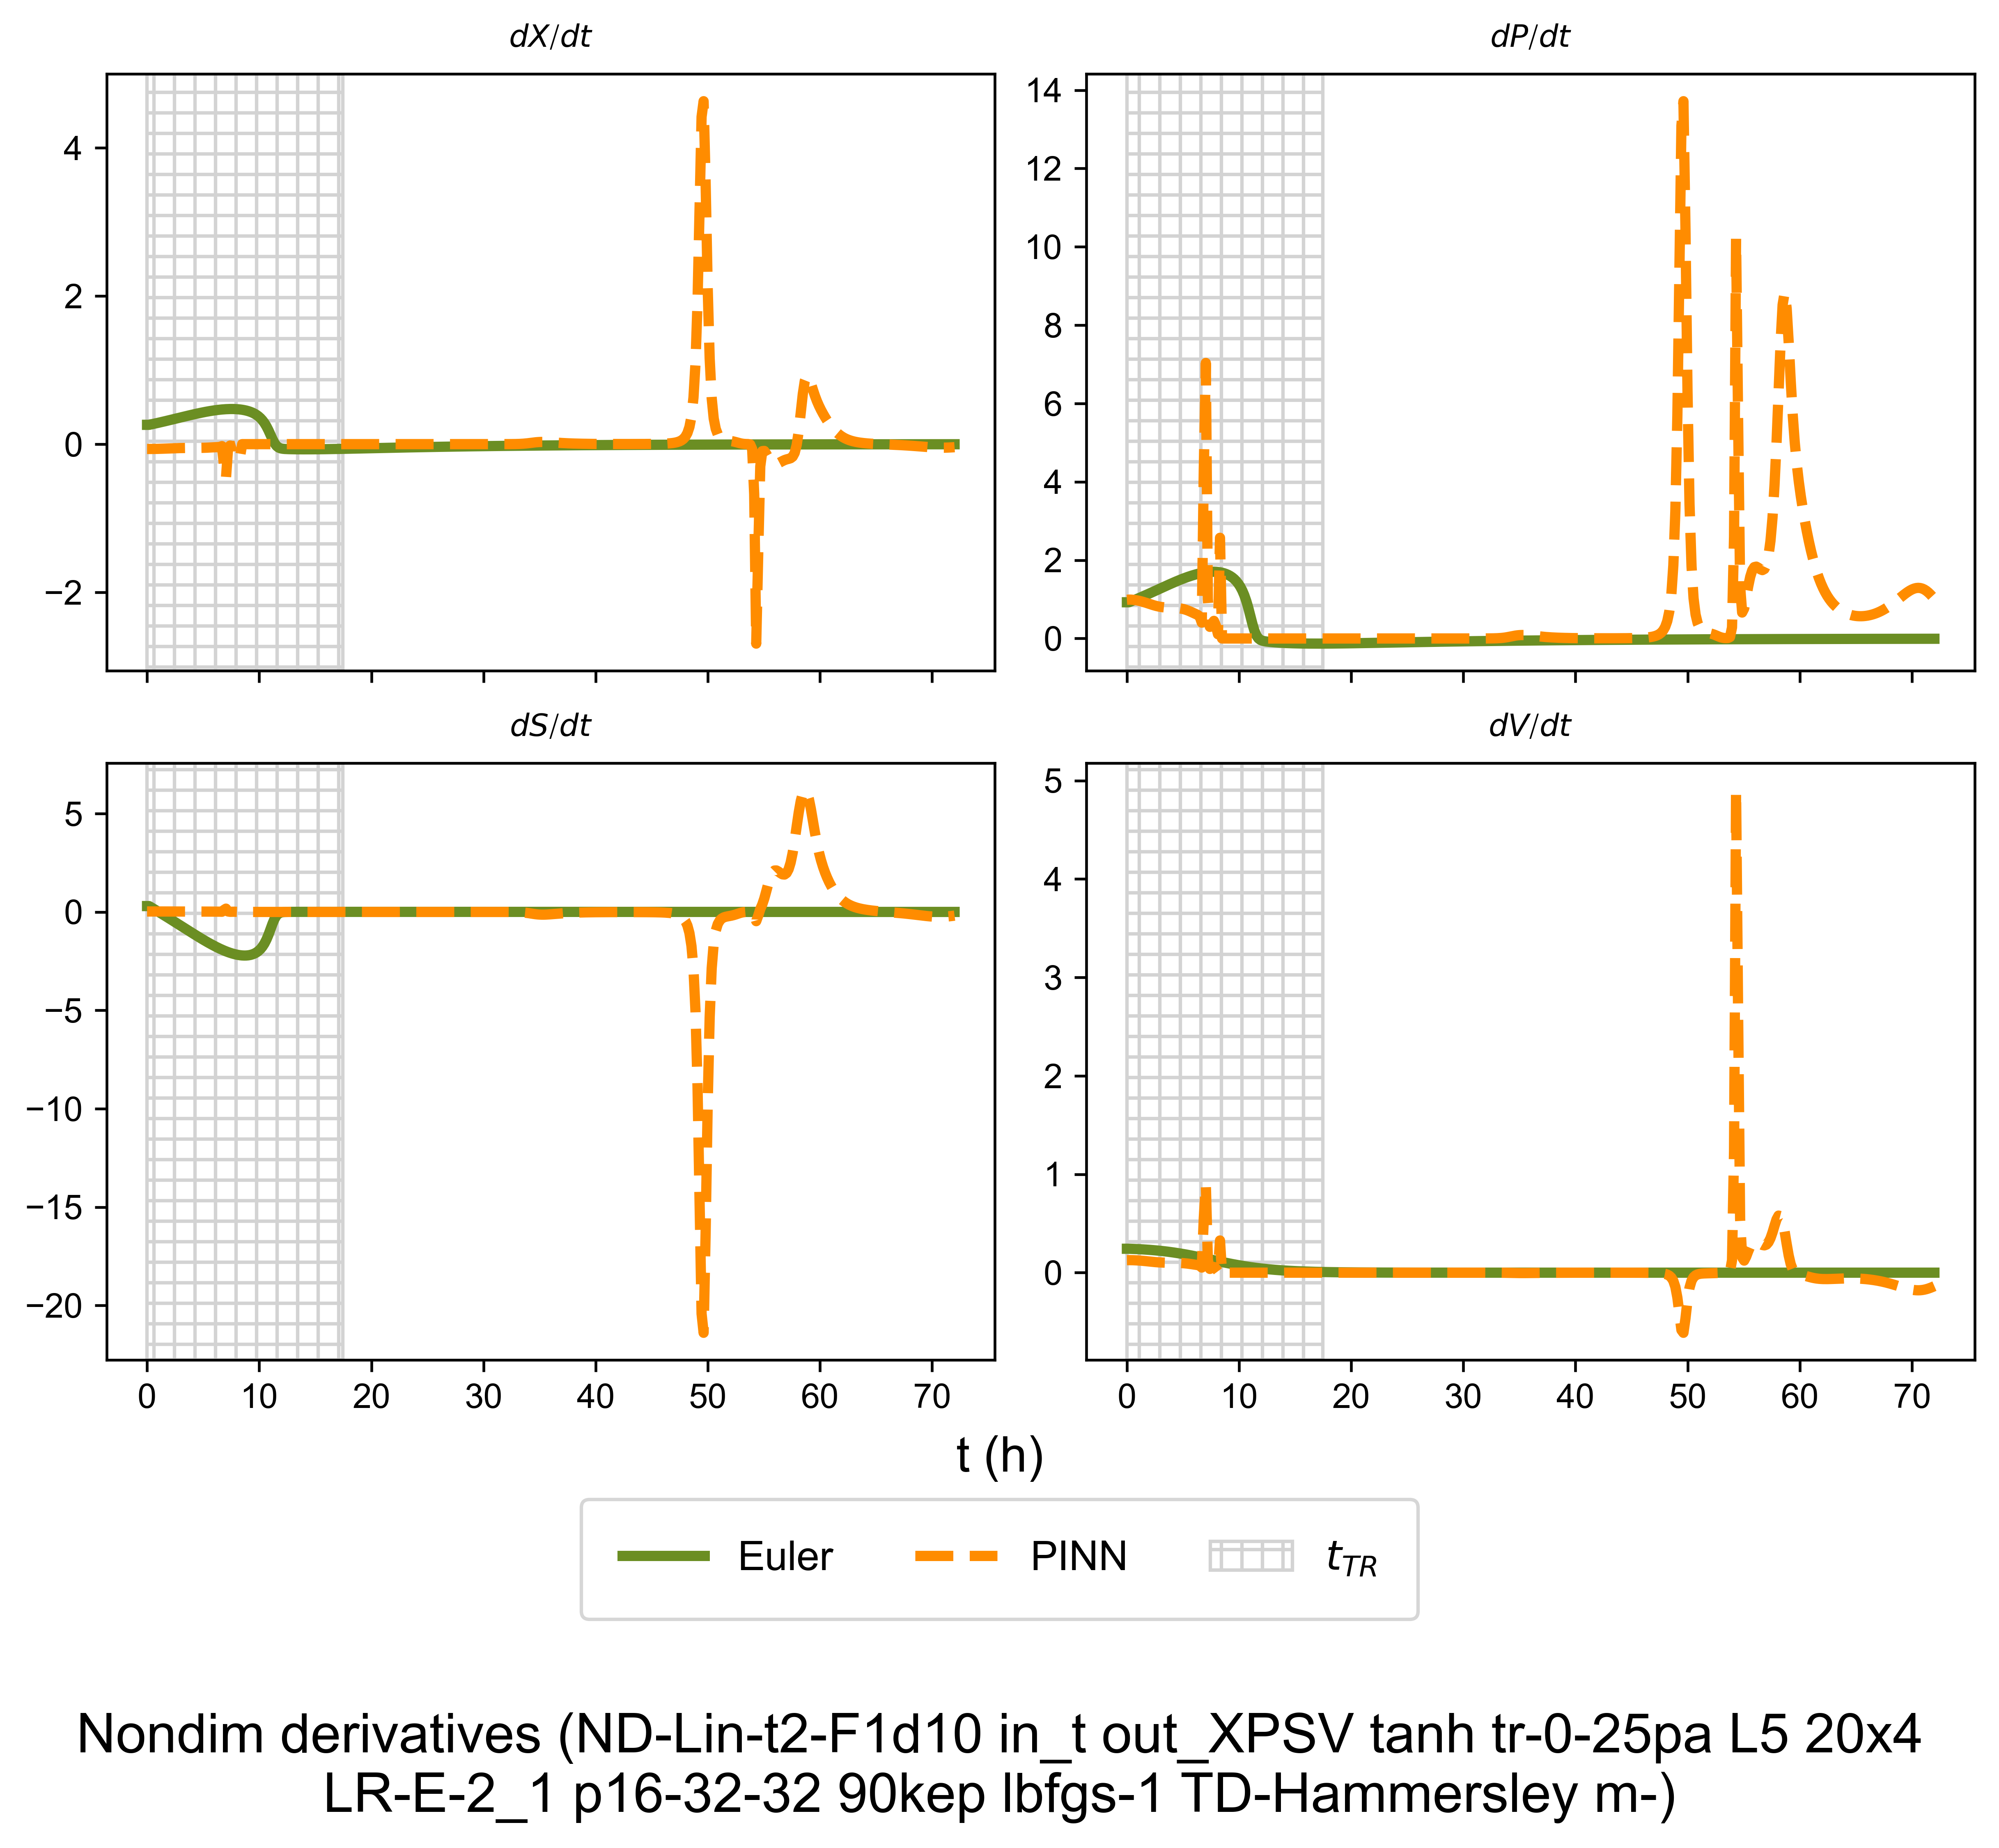 dX/dt
dP/dt
4
2
0
−2
14
12
10
8
6
4
2
0
dS/dt
dV/dt
5
0
−5
−10
−15
−20
5
4
3
2
1
0
0 10 20 30 40 50 60 70
0 10 20 30 40 50 60 70
t (h)
Euler PINN t_TR
Nondim derivatives (ND-Lin-t2-F1d10 in_t out_XPSV tanh tr-0-25pa L5 20x4
LR-E-2_1 p16-32-32 90kep lbfgs-1 TD-Hammersley m-)